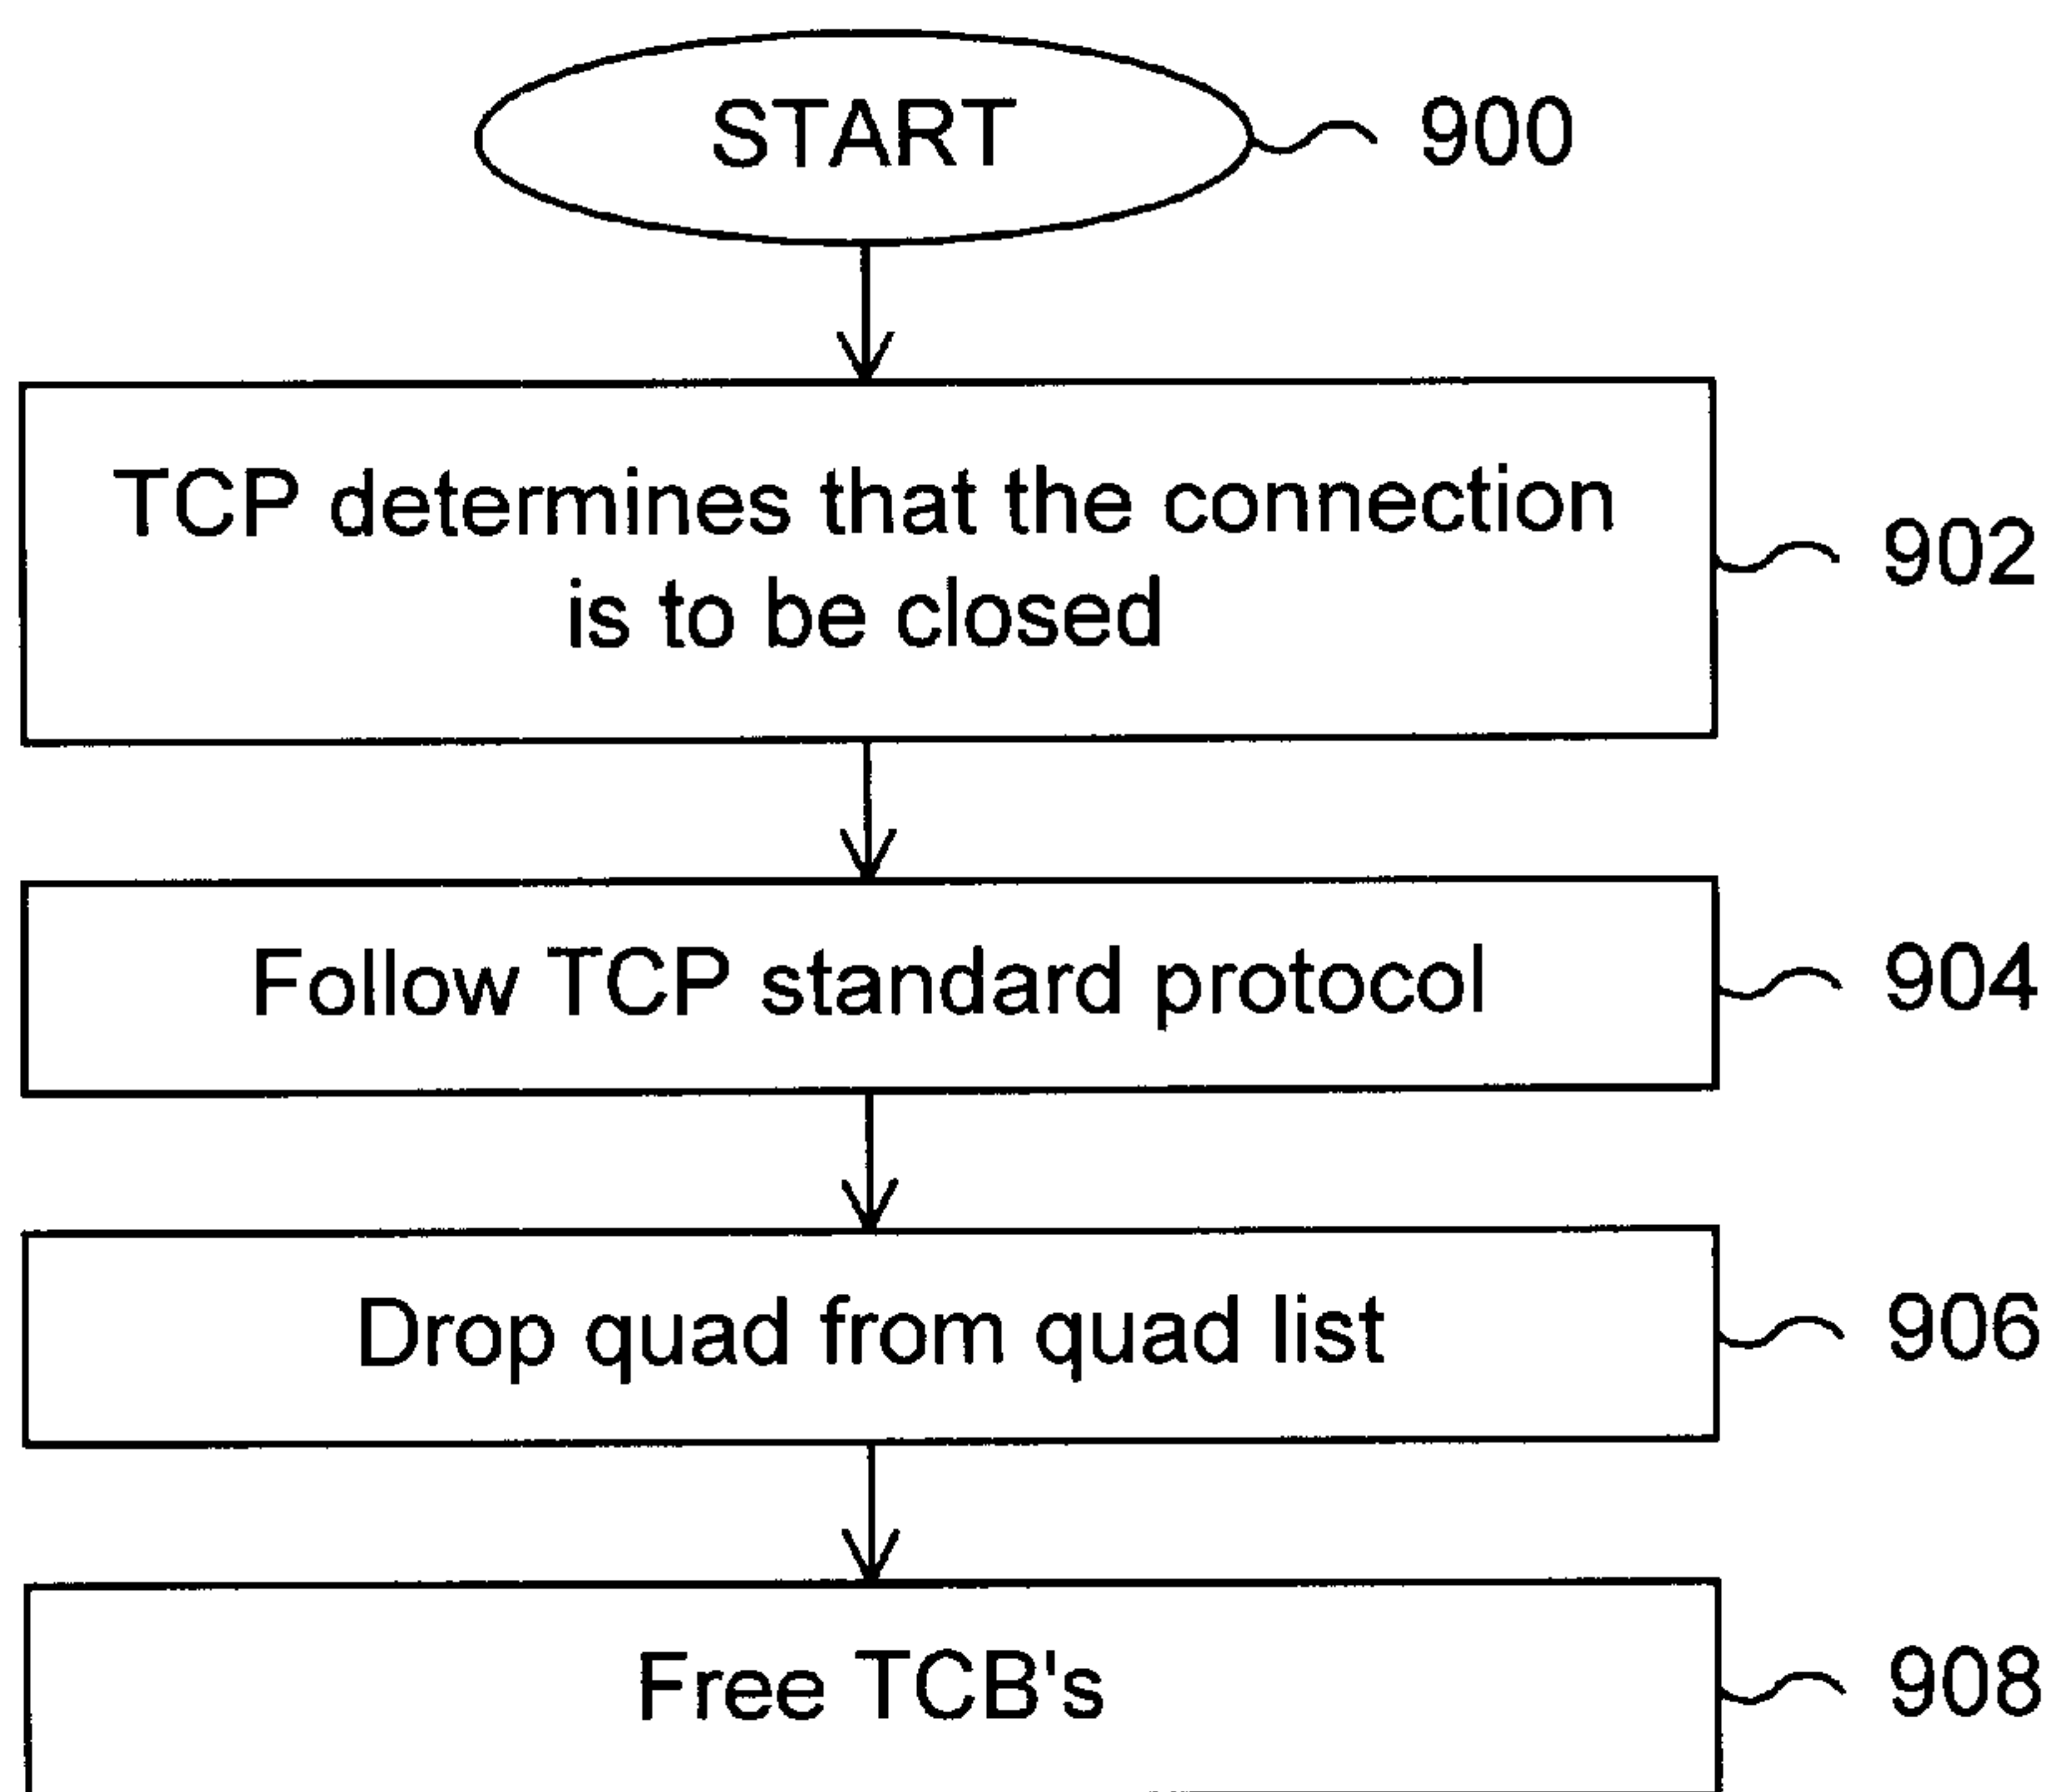 START
900
TCP determines that the connection
is to be closed
902
Follow TCP standard protocol
904
Drop quad from quad list
906
Free TCB's
908